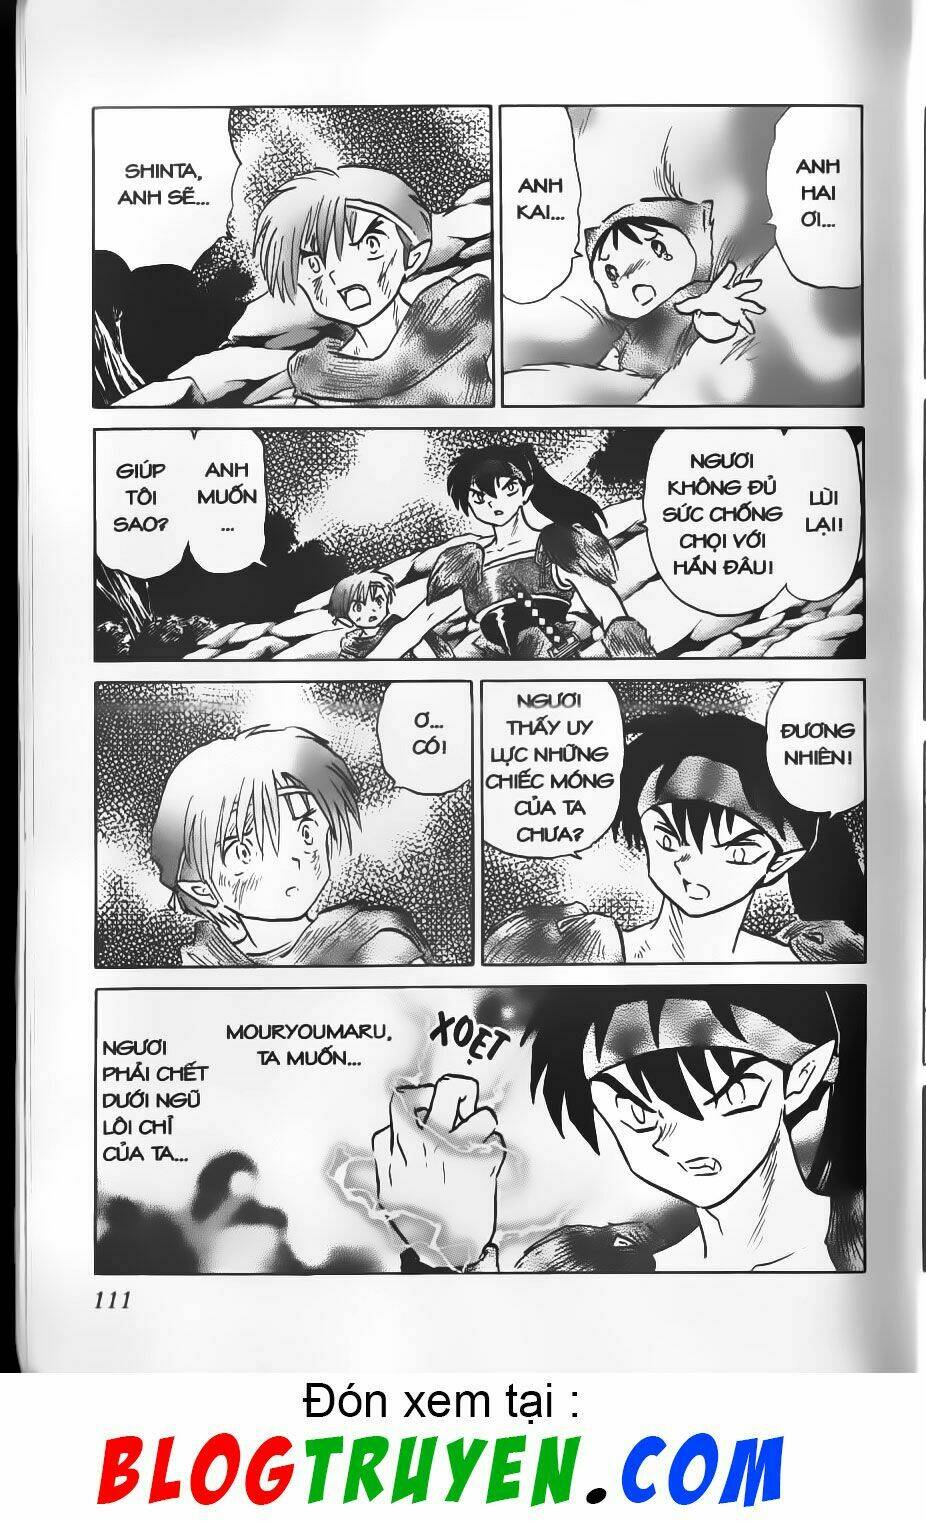 ANH
HAI
ƠI...
ANH
KAI...
SHINTA,
ANH SẼ...
LÙI
LẠI!
NGƯƠI
KHÔNG ĐỦ
SỨC CHỐNG
CHỌI VỚI
HẮN ĐÂU!
ANH
MUỐN
...
GIÚP
TÔI
SAO?
ĐƯƠNG
NHIÊN!
NGƯƠI
THẤY UY
LỰC NHỮNG
CHIẾC MÓNG
CỦA TA
CHƯA?
Ơ...
CÓ!
XOẸT
MOURYOUMARU,
TA MUỐN...
NGƯƠI
PHẢI CHẾT
DƯỚI NGŨ
LÔI CHỈ
CỦA TA...
111
Đón xem tại :
BLOGTRUYEN.COM